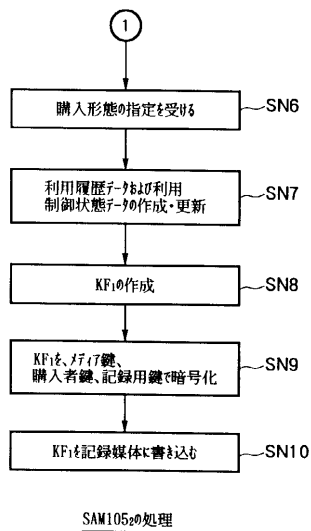 1
購入形態の指定を受ける
SN6
利用履歴データおよび利用
制御状態データの作成・更新
SN7
KF₁の作成
SN8
KF₁を、メディア鍵、
購入者鍵、記録用鍵で暗号化
SN9
KF₁を記録媒体に書き込む
SN10
SAM105₂の処理